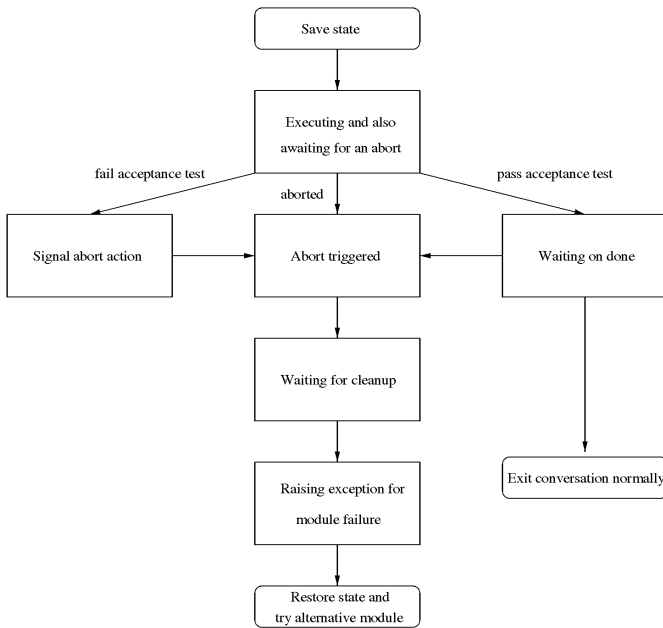 Save state
Executing and also
awaiting for an abort
fail acceptance test
aborted
pass acceptance test
Signal abort action
Abort triggered
Waiting on done
Waiting for cleanup
Raising exception for
module failure
Exit conversation normally
Restore state and
try alternative module